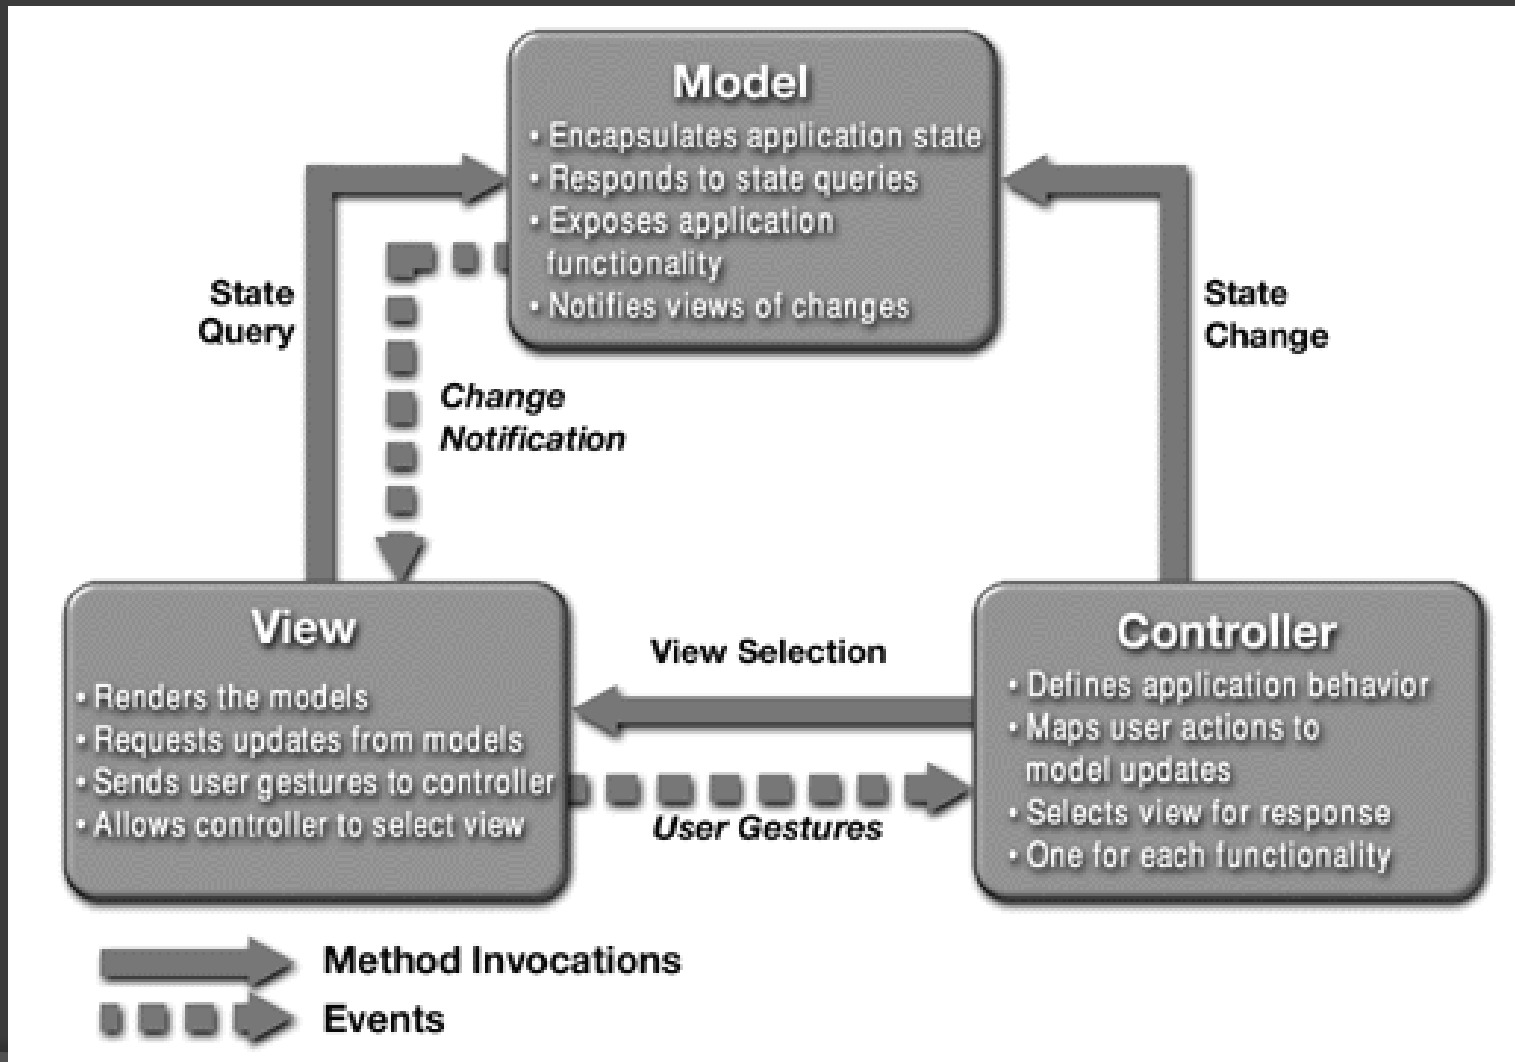 Model
• Encapsulates application state
• Responds to state queries
• Exposes application
functionality
• Notifies views of changes
State
Query
Change
Notification
State
Change
View
• Renders the models
• Requests updates from models
• Sends user gestures to controller
• Allows controller to select view
View Selection
User Gestures
Controller
• Defines application behavior
• Maps user actions to
model updates
• Selects view for response
• One for each functionality
Method Invocations
Events